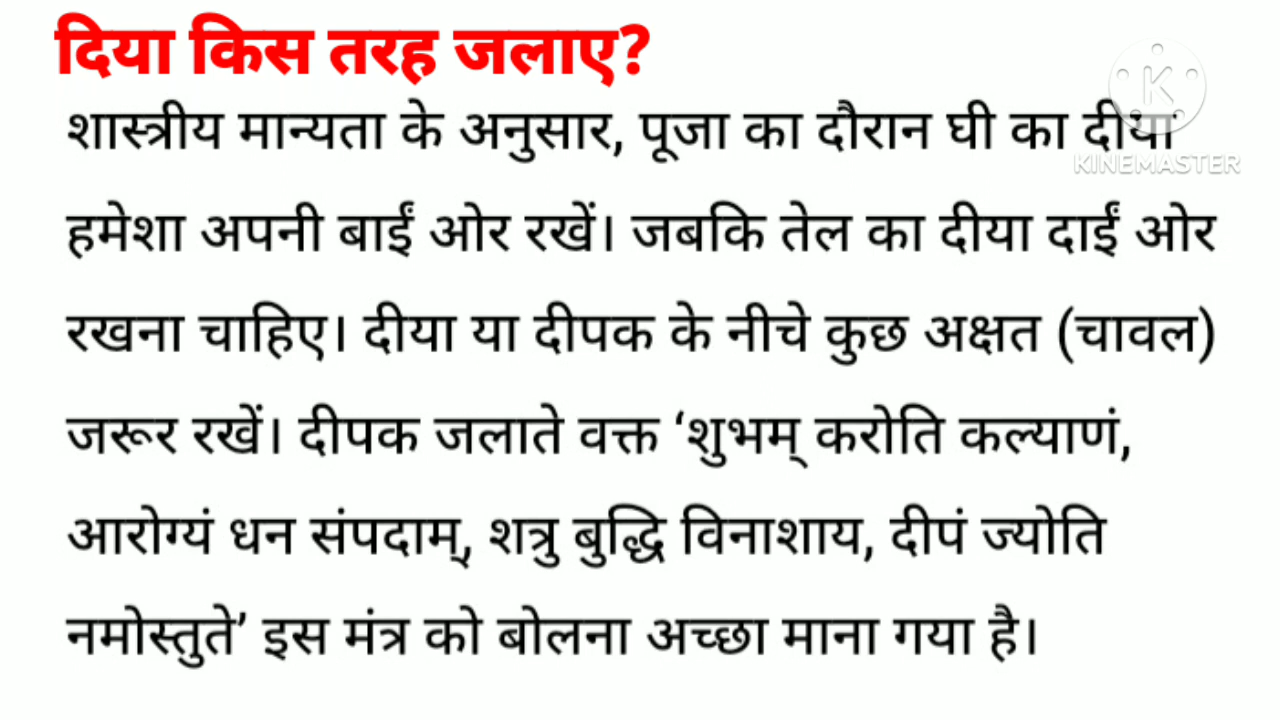 दिया किस तरह जलाए?
शास्त्रीय मान्यता के अनुसार, पूजा का दौरान घी का दीया
KINEMASTER
हमेशा अपनी बाईं ओर रखें। जबकि तेल का दीया दाईं ओर
रखना चाहिए। दीया या दीपक के नीचे कुछ अक्षत (चावल)
जरूर रखें। दीपक जलाते वक्त ‘शुभम् करोति कल्याणं,
आरोग्यं धन संपदाम्, शत्रु बुद्धि विनाशाय, दीपं ज्योति
नमोस्तुते’ इस मंत्र को बोलना अच्छा माना गया है।